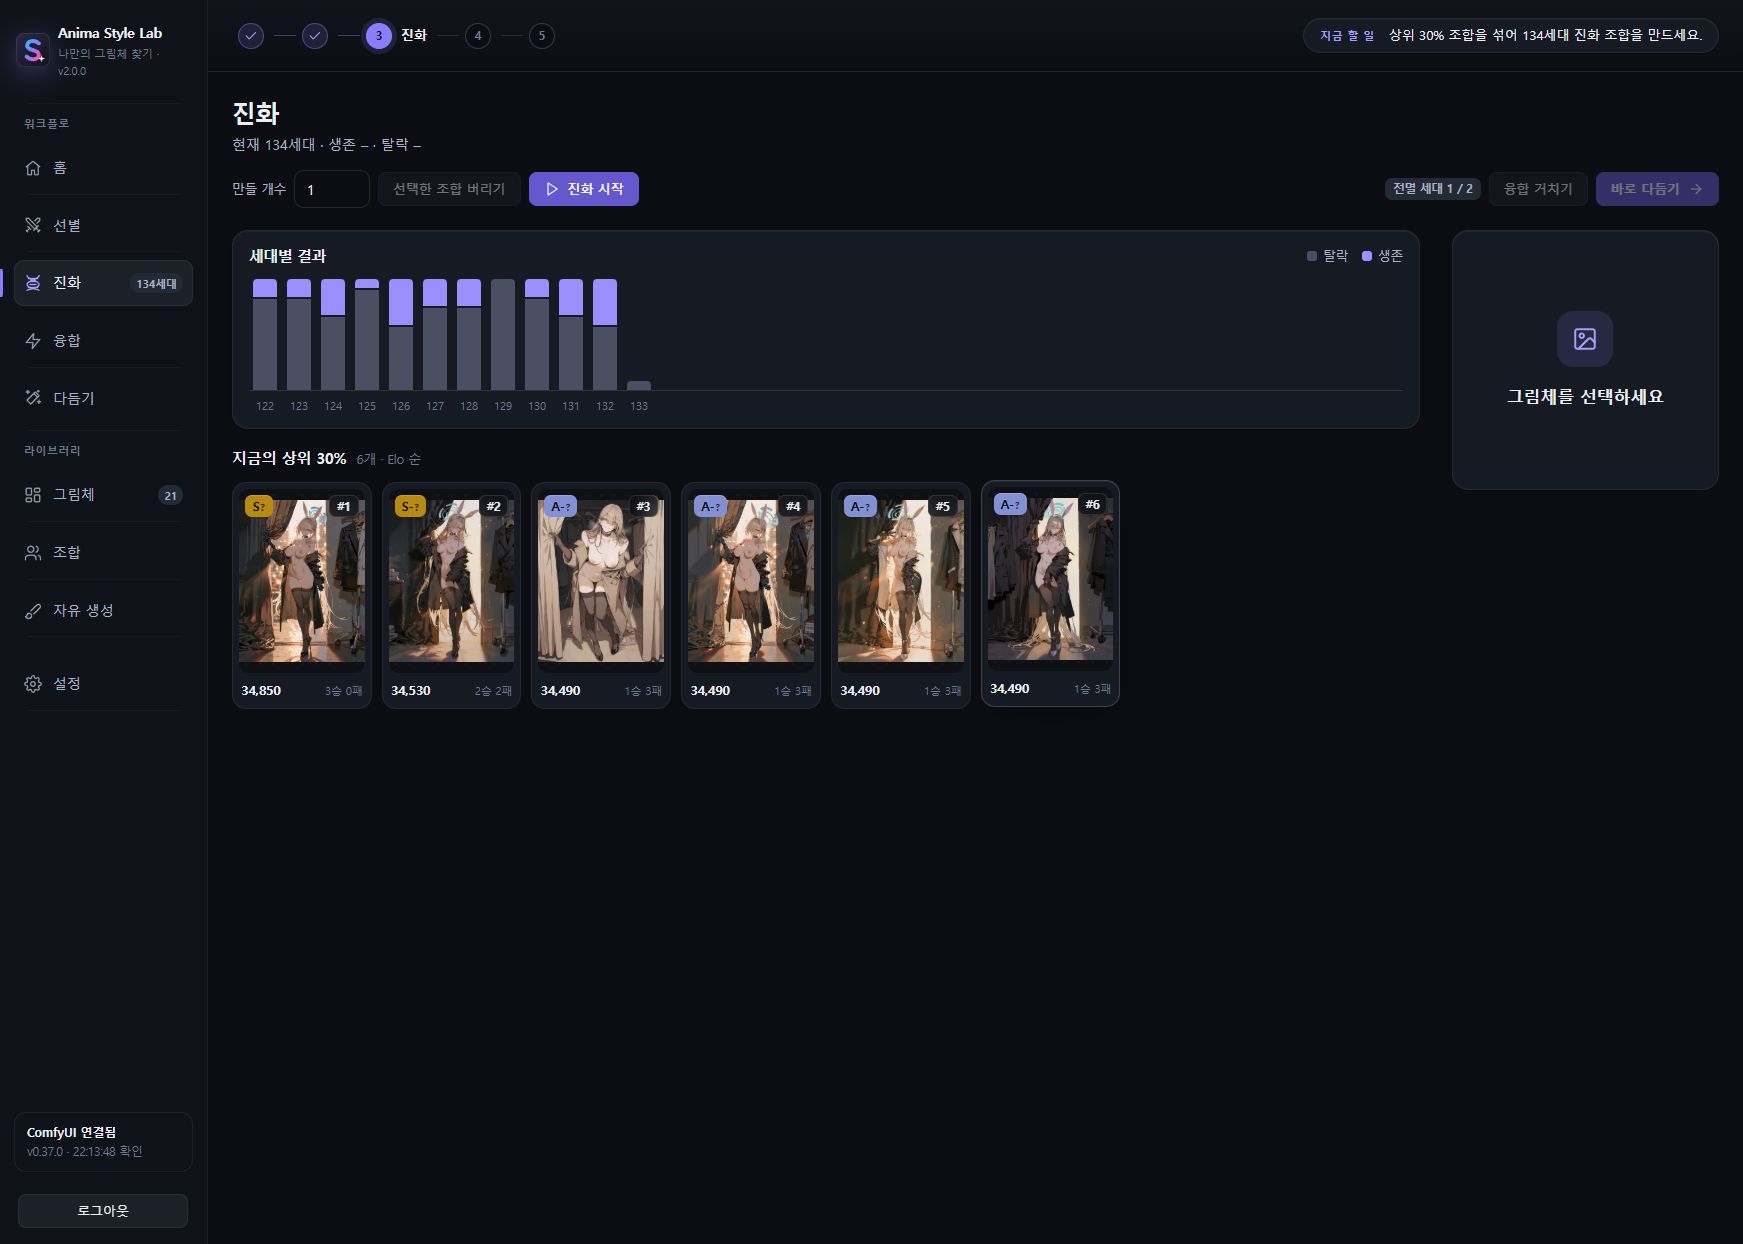 Anima Style Lab
나만의 그림체 찾기 ·
v2.0.0
워크플로
홈
선별
진화
134세대
융합
다듬기
라이브러리
그림체
21
조합
자유 생성
설정
ComfyUI 연결됨
v0.37.0 · 22:13:48 확인
로그아웃
3 진화
4
5
지금 할 일 상위 30% 조합을 섞어 134세대 진화 조합을 만드세요.
진화
현재 134세대 · 생존 – · 탈락 –
만들 개수 1 선택한 조합 버리기 진화 시작
전멸 세대 1 / 2 융합 거치기 바로 다듬기
세대별 결과
탈락 생존
122 123 124 125 126 127 128 129 130 131 132 133
그림체를 선택하세요
지금의 상위 30% 6개 · Elo 순
S? #1
34,850 3승 0패
S-? #2
34,530 2승 2패
A-? #3
34,490 1승 3패
A-? #4
34,490 1승 3패
A-? #5
34,490 1승 3패
A-? #6
34,490 1승 3패